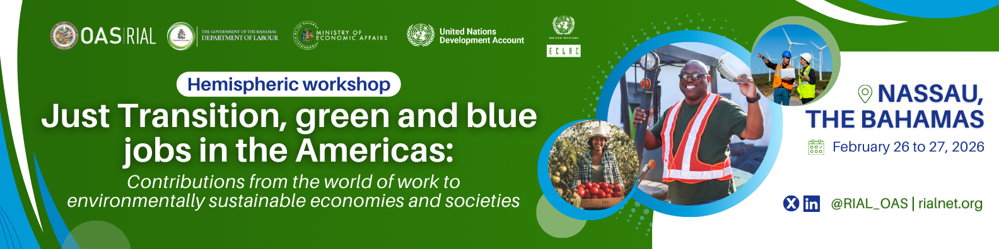 OAS|RIAL
THE GOVERNMENT OF THE BAHAMAS
DEPARTMENT OF LABOUR
MINISTRY OF
ECONOMIC AFFAIRS
United Nations
Development Account
UNITED NATIONS
ECLAC
Hemispheric workshop
Just Transition, green and blue
jobs in the Americas:
Contributions from the world of work to
environmentally sustainable economies and societies
NASSAU,
THE BAHAMAS
February 26 to 27, 2026
X in @RIAL_OAS | rialnet.org